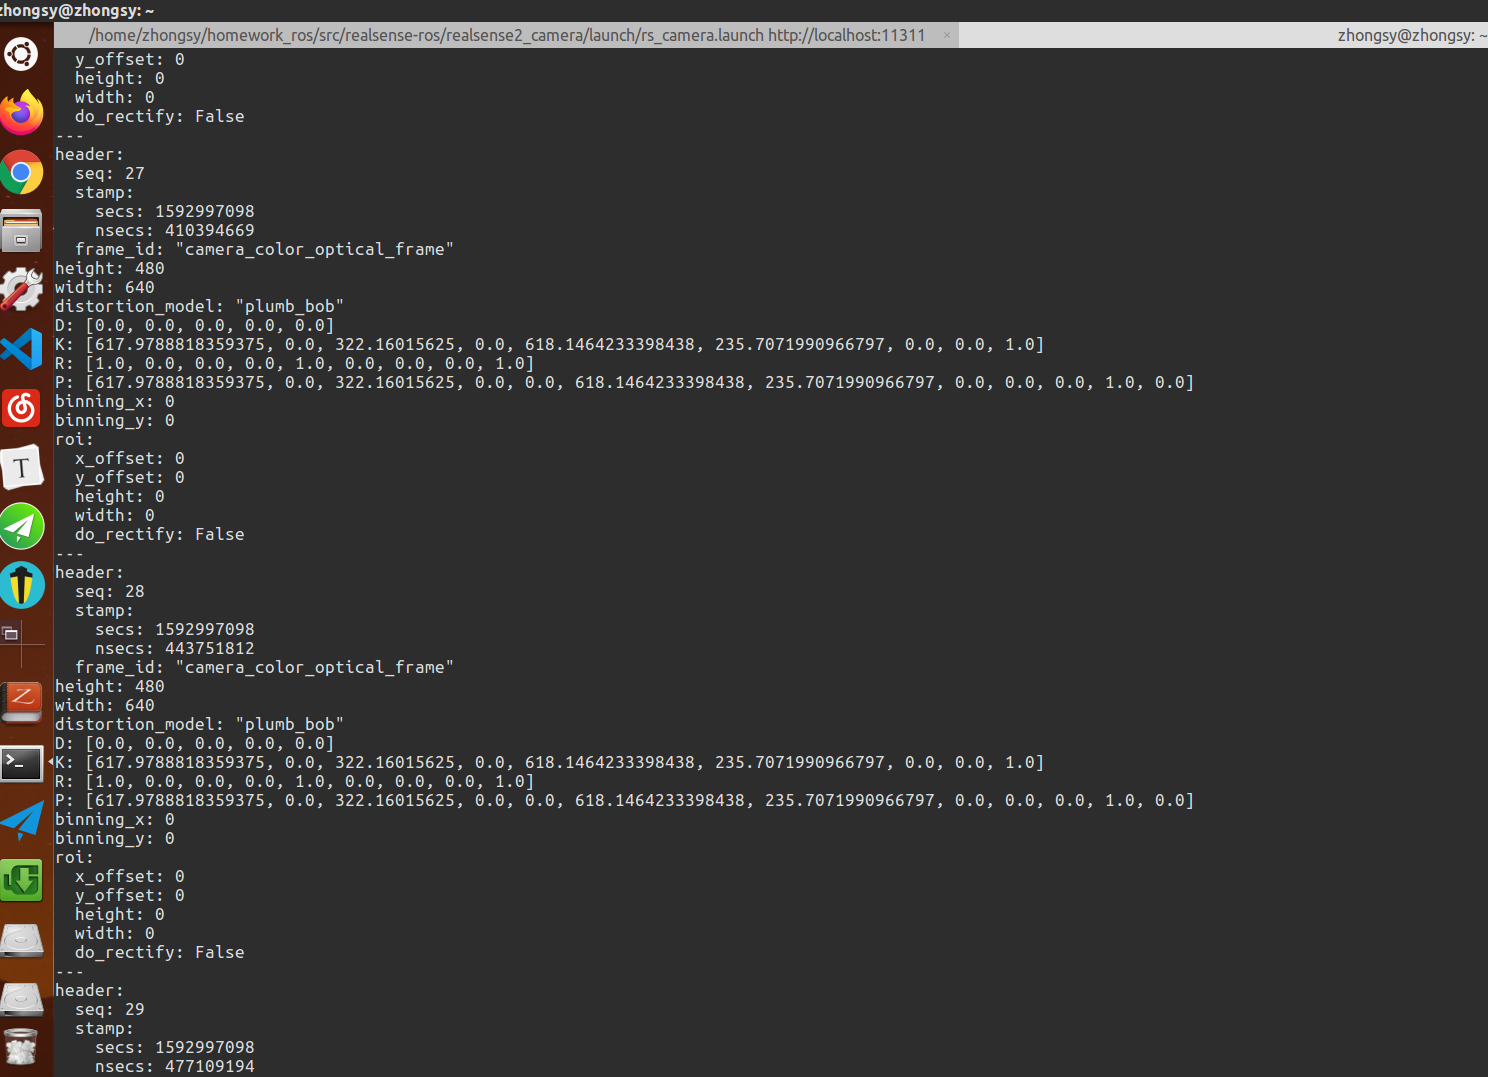 zhongsy@zhongsy: ~
/home/zhongsy/homework_ros/src/realsense-ros/realsense2_camera/launch/rs_camera.launch http://localhost:11311 ×
zhongsy@zhongsy: ~
y_offset: 0
height: 0
width: 0
do_rectify: False
---
header:
seq: 27
stamp:
secs: 1592997098
nsecs: 410394669
frame_id: "camera_color_optical_frame"
height: 480
width: 640
distortion_model: "plumb_bob"
D: [0.0, 0.0, 0.0, 0.0, 0.0]
K: [617.9788818359375, 0.0, 322.16015625, 0.0, 618.1464233398438, 235.7071990966797, 0.0, 0.0, 1.0]
R: [1.0, 0.0, 0.0, 0.0, 1.0, 0.0, 0.0, 0.0, 1.0]
P: [617.9788818359375, 0.0, 322.16015625, 0.0, 0.0, 618.1464233398438, 235.7071990966797, 0.0, 0.0, 0.0, 1.0, 0.0]
binning_x: 0
binning_y: 0
roi:
x_offset: 0
y_offset: 0
height: 0
width: 0
do_rectify: False
---
header:
seq: 28
stamp:
secs: 1592997098
nsecs: 443751812
frame_id: "camera_color_optical_frame"
height: 480
width: 640
distortion_model: "plumb_bob"
D: [0.0, 0.0, 0.0, 0.0, 0.0]
K: [617.9788818359375, 0.0, 322.16015625, 0.0, 618.1464233398438, 235.7071990966797, 0.0, 0.0, 1.0]
R: [1.0, 0.0, 0.0, 0.0, 1.0, 0.0, 0.0, 0.0, 1.0]
P: [617.9788818359375, 0.0, 322.16015625, 0.0, 0.0, 618.1464233398438, 235.7071990966797, 0.0, 0.0, 0.0, 1.0, 0.0]
binning_x: 0
binning_y: 0
roi:
x_offset: 0
y_offset: 0
height: 0
width: 0
do_rectify: False
---
header:
seq: 29
stamp:
secs: 1592997098
nsecs: 477109194